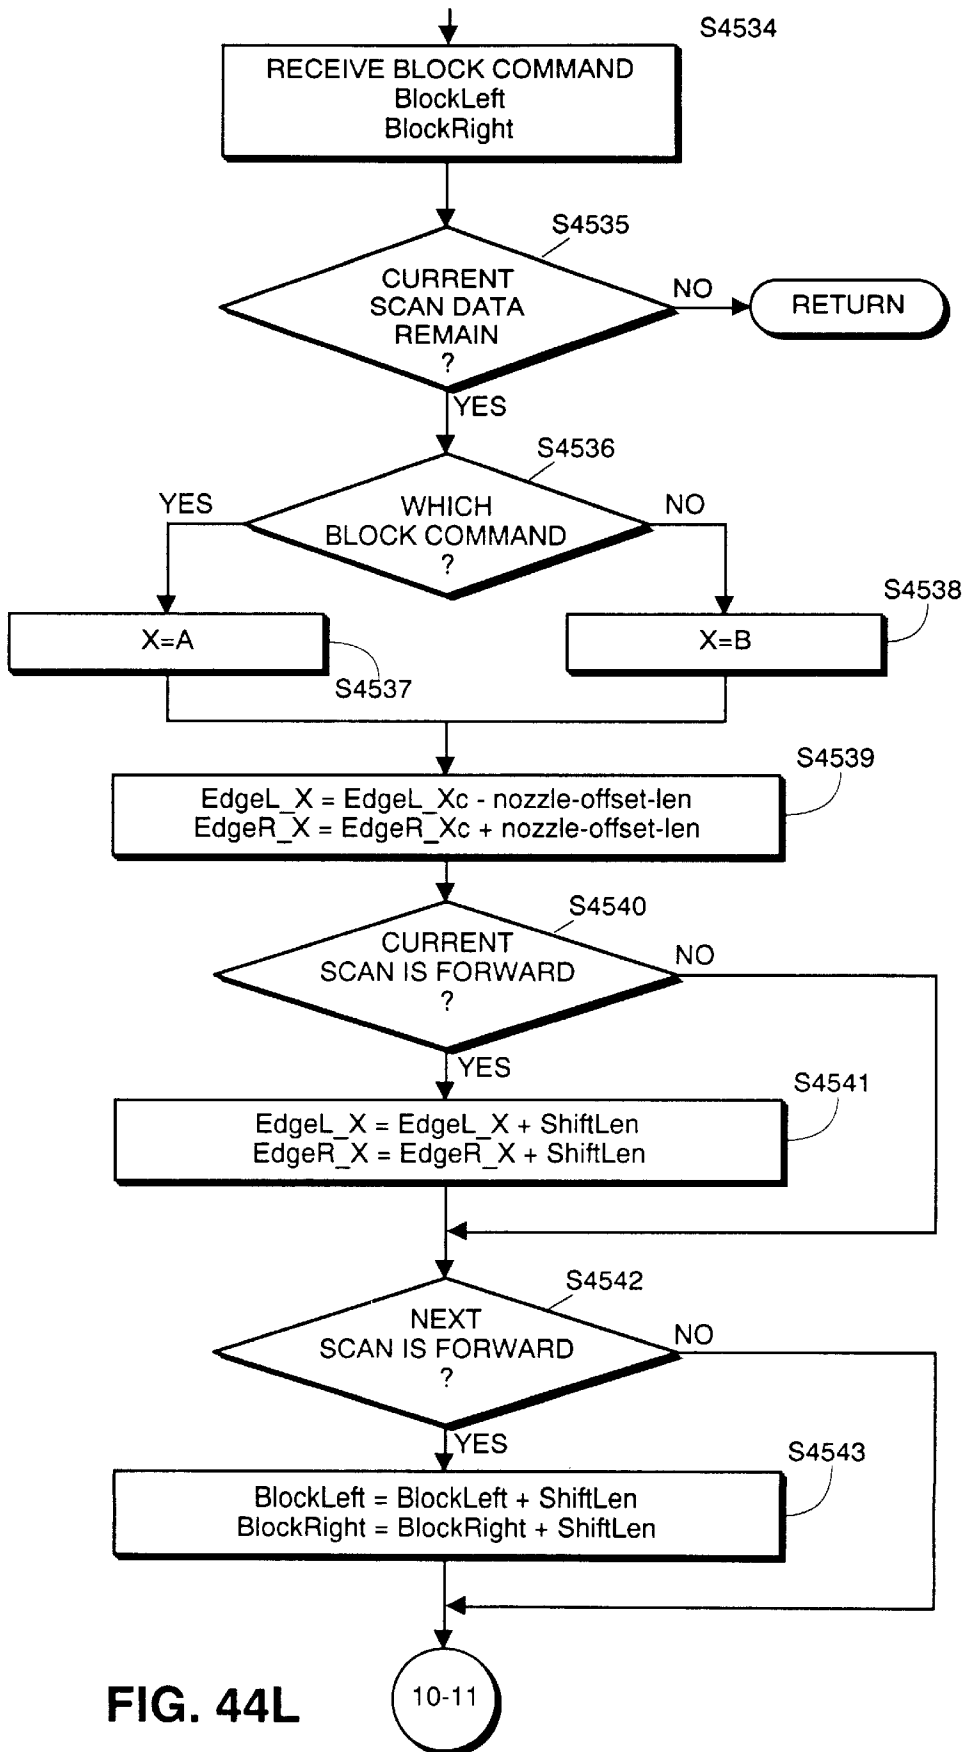 S4534
RECEIVE BLOCK COMMAND
BlockLeft
BlockRight
S4535
CURRENT
SCAN DATA
REMAIN
?
NO
RETURN
YES
S4536
YES
WHICH
BLOCK COMMAND
?
NO
S4538
X=A
X=B
S4537
S4539
EdgeL_X = EdgeL_Xc - nozzle-offset-len
EdgeR_X = EdgeR_Xc + nozzle-offset-len
S4540
CURRENT
SCAN IS FORWARD
?
NO
YES
S4541
EdgeL_X = EdgeL_X + ShiftLen
EdgeR_X = EdgeR_X + ShiftLen
S4542
NEXT
SCAN IS FORWARD
?
NO
YES
S4543
BlockLeft = BlockLeft + ShiftLen
BlockRight = BlockRight + ShiftLen
10-11
FIG. 44L